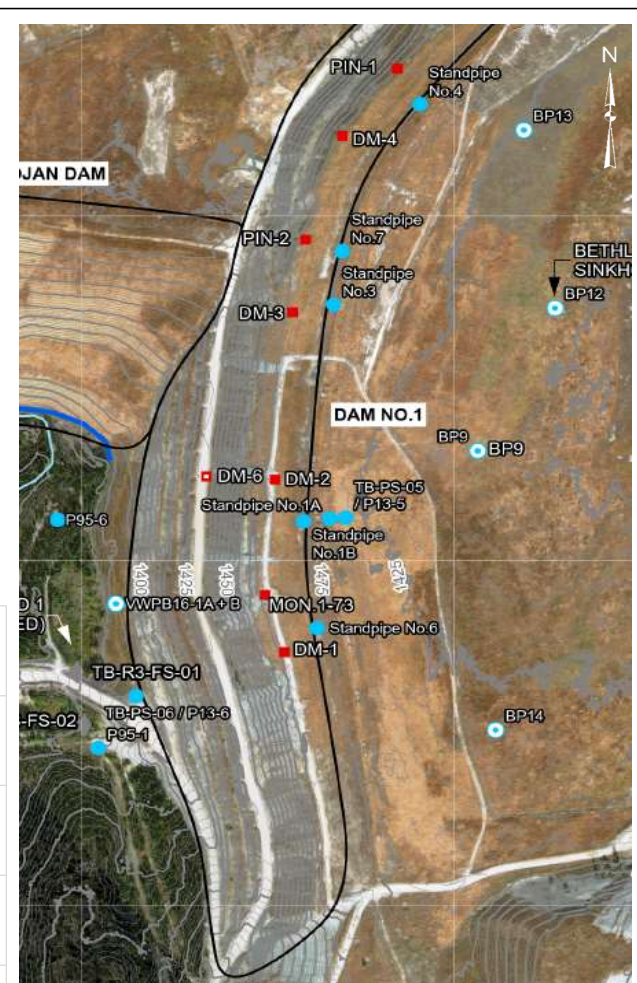 N
PIN-1
Standpipe
No.4
BP13
DM-4
OJAN DAM
Standpipe
No.7
PIN-2
BETHL
SINKH
Standpipe
No.3
BP12
DM-3
DAM NO.1
BP9
BP9
DM-6
DM-2
TB-PS-05
/ P13-5
Standpipe No.1A
P95-6
Standpipe
No.1B
1400
1425
1450
1475
1475
D 1
ED)
VWPB16-1A + B
MON.1-73
Standpipe No.6
DM-1
TB-R3-FS-01
TB-PS-06 / P13-6
-FS-02
P95-1
BP14